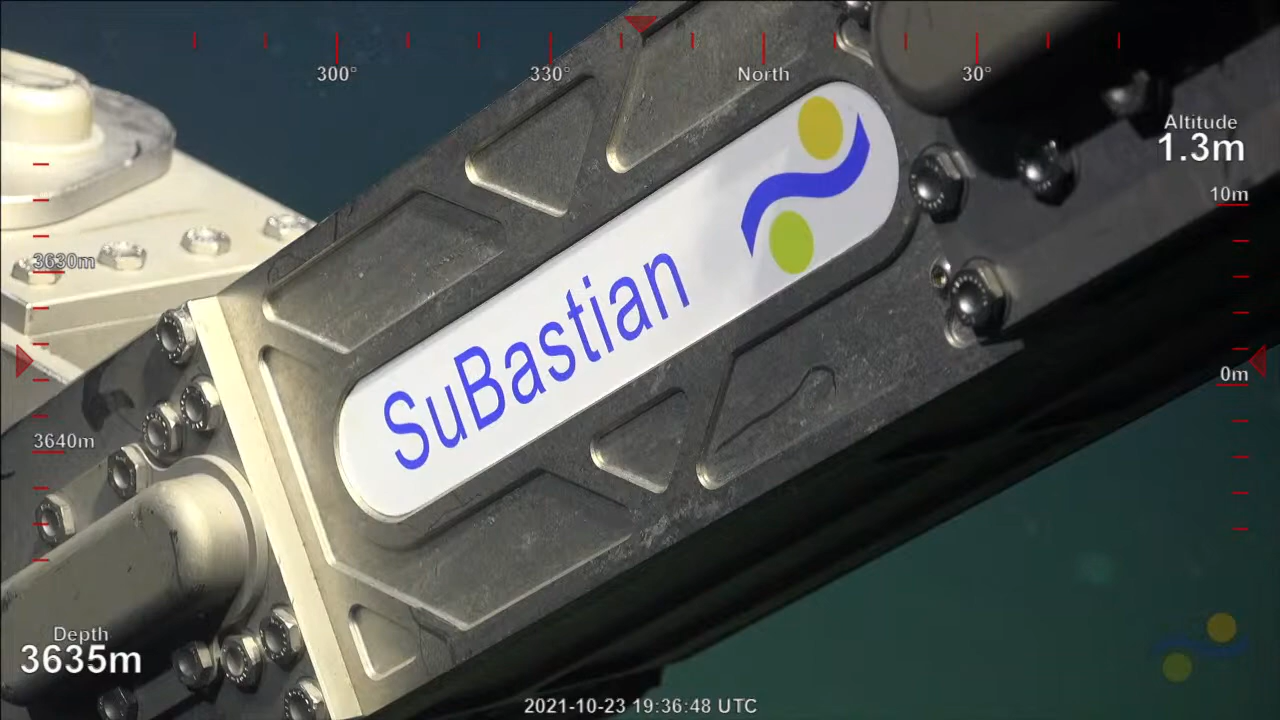 300°
330°
North
30°
Altitude
1.3m
10m
3630m
SuBastian
0m
3640m
Depth
3635m
2021-10-23 19:36:48 UTC